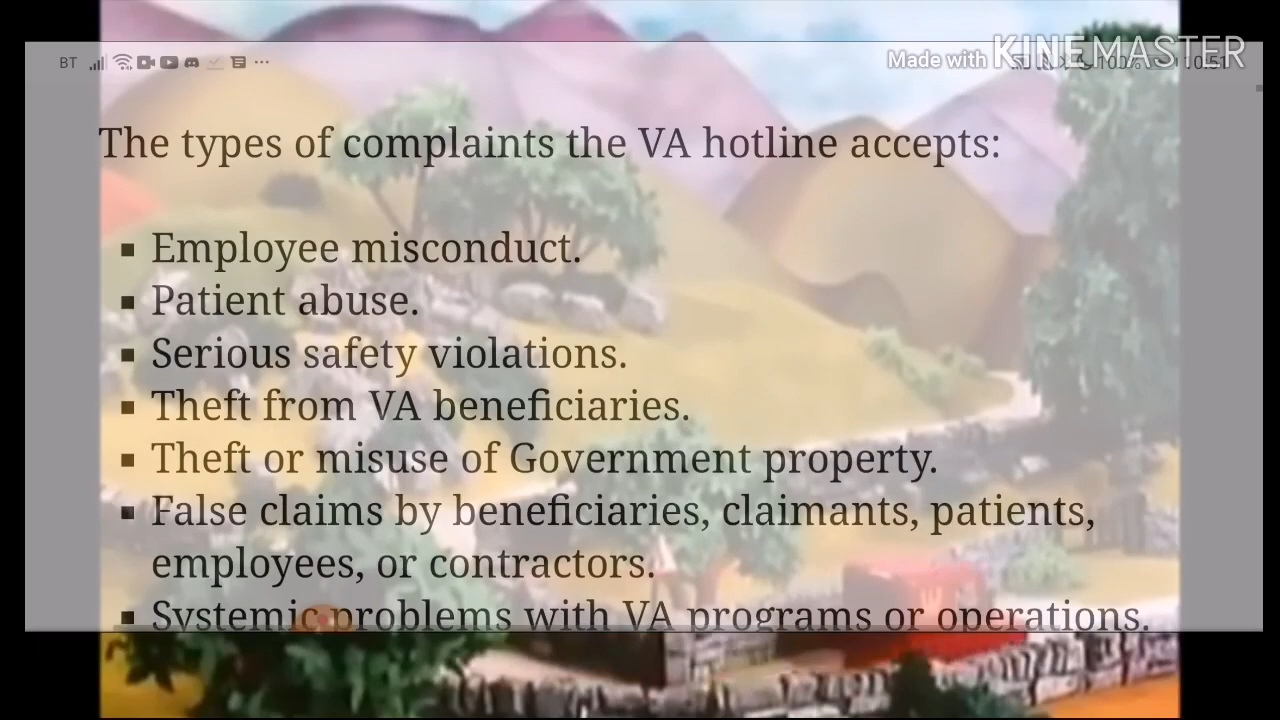 Made with KINEMASTER
BT
The types of complaints the VA hotline accepts:
▪ Employee misconduct.
▪ Patient abuse.
▪ Serious safety violations.
▪ Theft from VA beneficiaries.
▪ Theft or misuse of Government property.
▪ False claims by beneficiaries, claimants, patients,
employees, or contractors.
▪ Systemic problems with VA programs or operations.